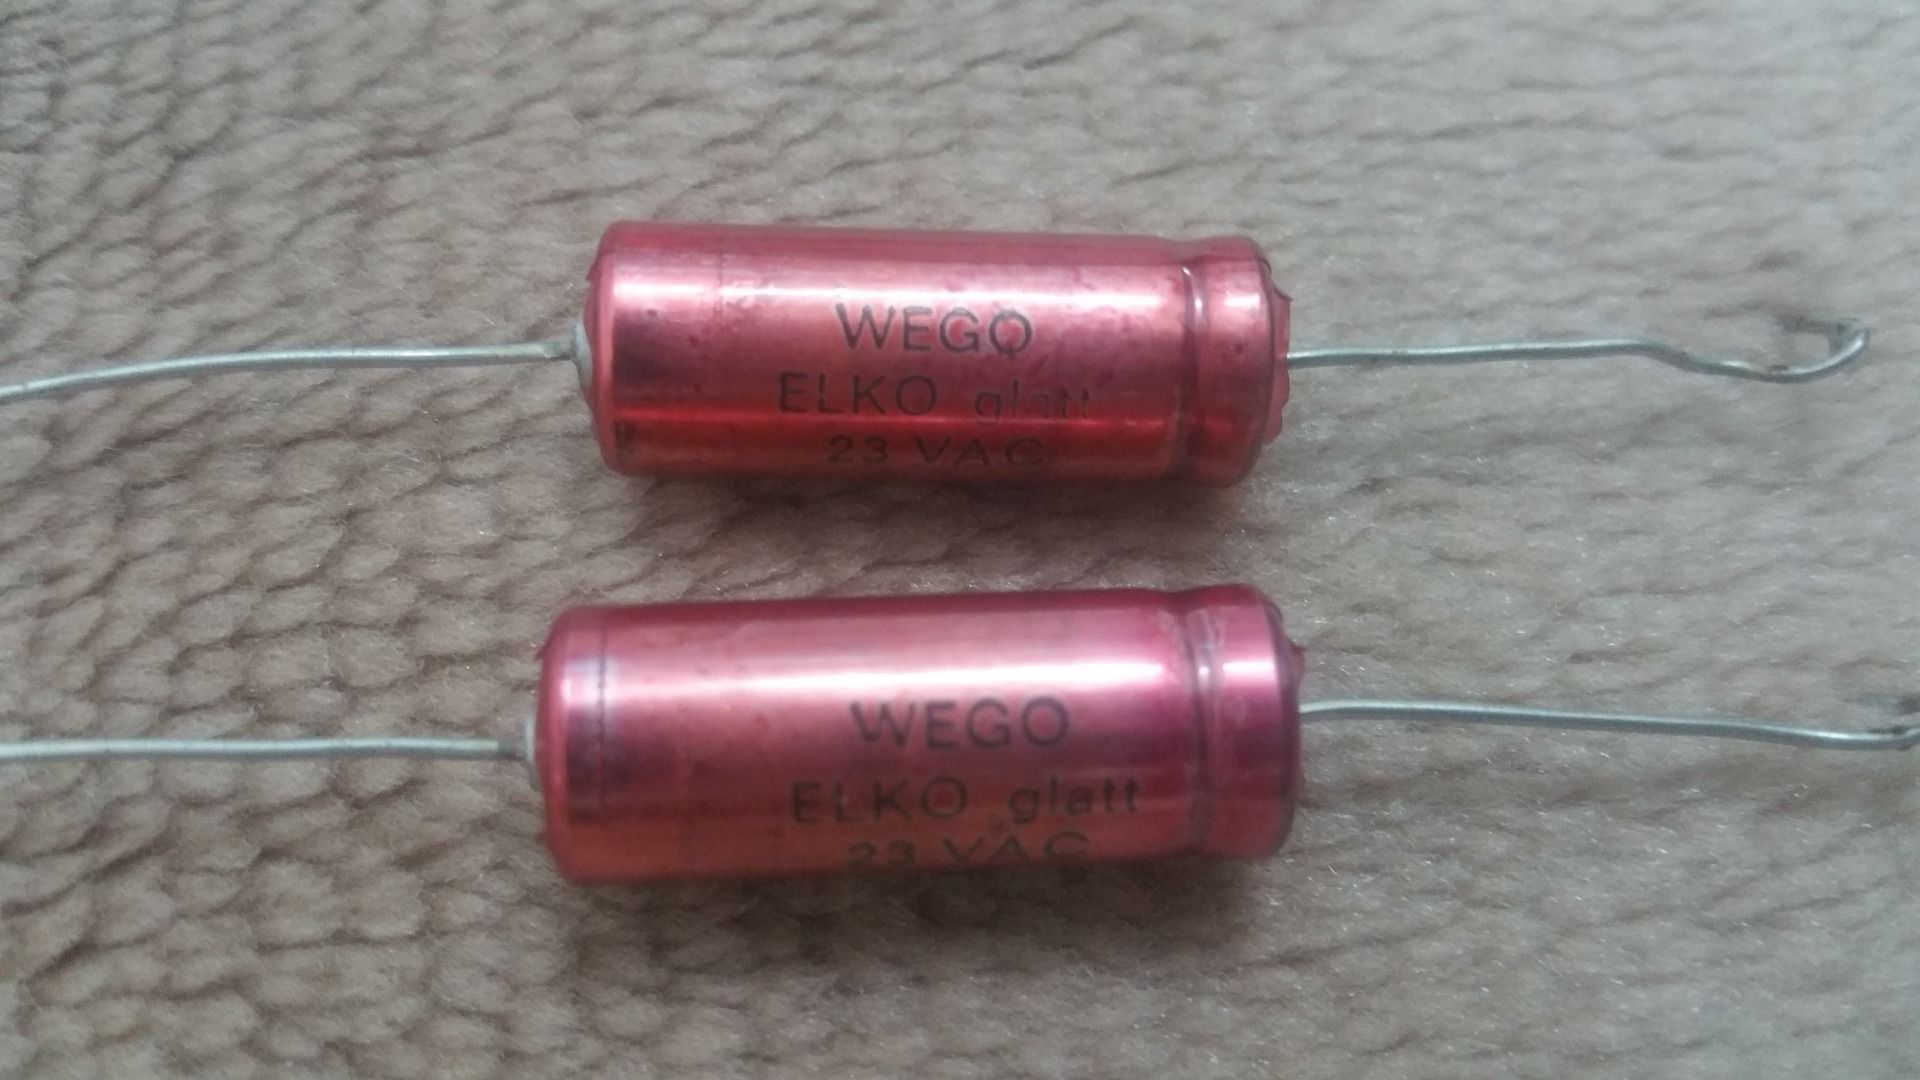 WEGO
ELKO glatt
23 VAC
WEGO
ELKO glatt
23 VAC